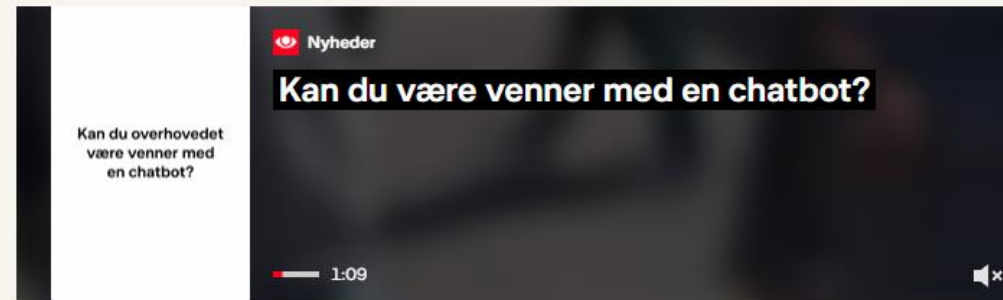 Kan du overhovedet
være venner med
en chatbot?
Nyheder
Kan du være venner med en chatbot?
1:09